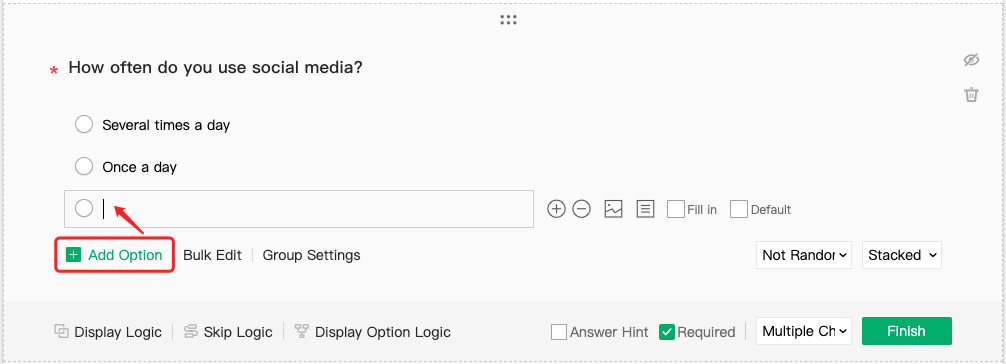 * How often do you use social media?
Several times a day
Once a day
Fill in Default
Add Option Bulk Edit Group Settings Not Randor Stacked
Display Logic Skip Logic Display Option Logic Answer Hint Required Multiple Ch Finish